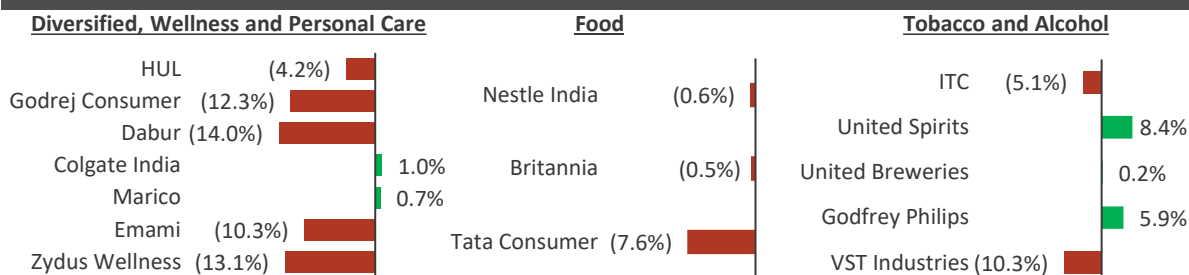 Diversified, Wellness and Personal Care
HUL (4.2%)
Godrej Consumer (12.3%)
Dabur (14.0%)
Colgate India 1.0%
Marico 0.7%
Emami (10.3%)
Zydus Wellness (13.1%)
Food
Nestle India (0.6%)
Britannia (0.5%)
Tata Consumer (7.6%)
Tobacco and Alcohol
ITC (5.1%)
United Spirits 8.4%
United Breweries 0.2%
Godfrey Philips 5.9%
VST Industries (10.3%)